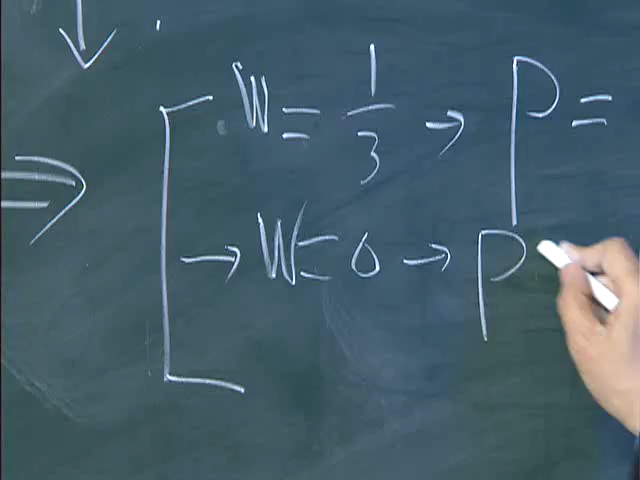 W = 1/3 → P =
⇒ [ → W = 0 → P